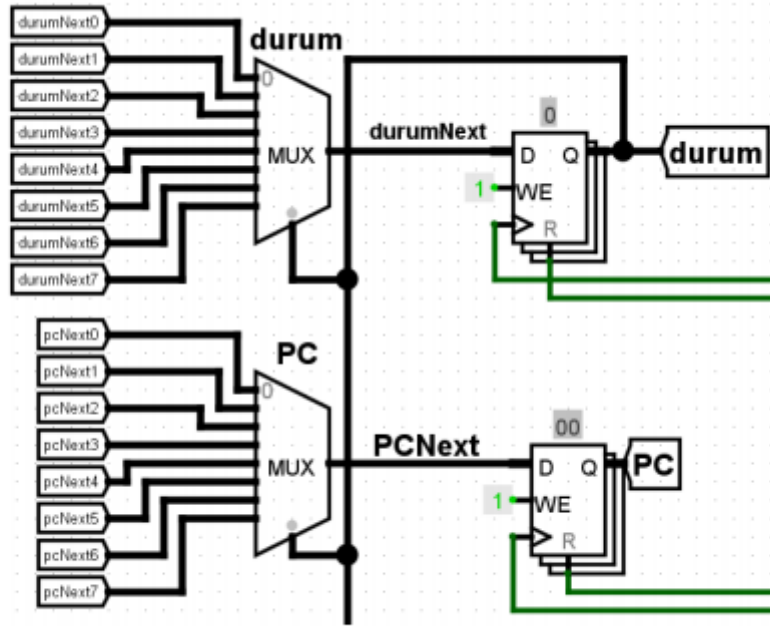 durumNext0
durumNext1
durumNext2
durumNext3
durumNext4
durumNext5
durumNext6
durumNext7
durum
0
MUX
durumNext
0
D Q
1 WE
R
durum
pcNext0
pcNext1
pcNext2
pcNext3
pcNext4
pcNext5
pcNext6
pcNext7
PC
0
MUX
PCNext
00
D Q
1 WE
R
PC